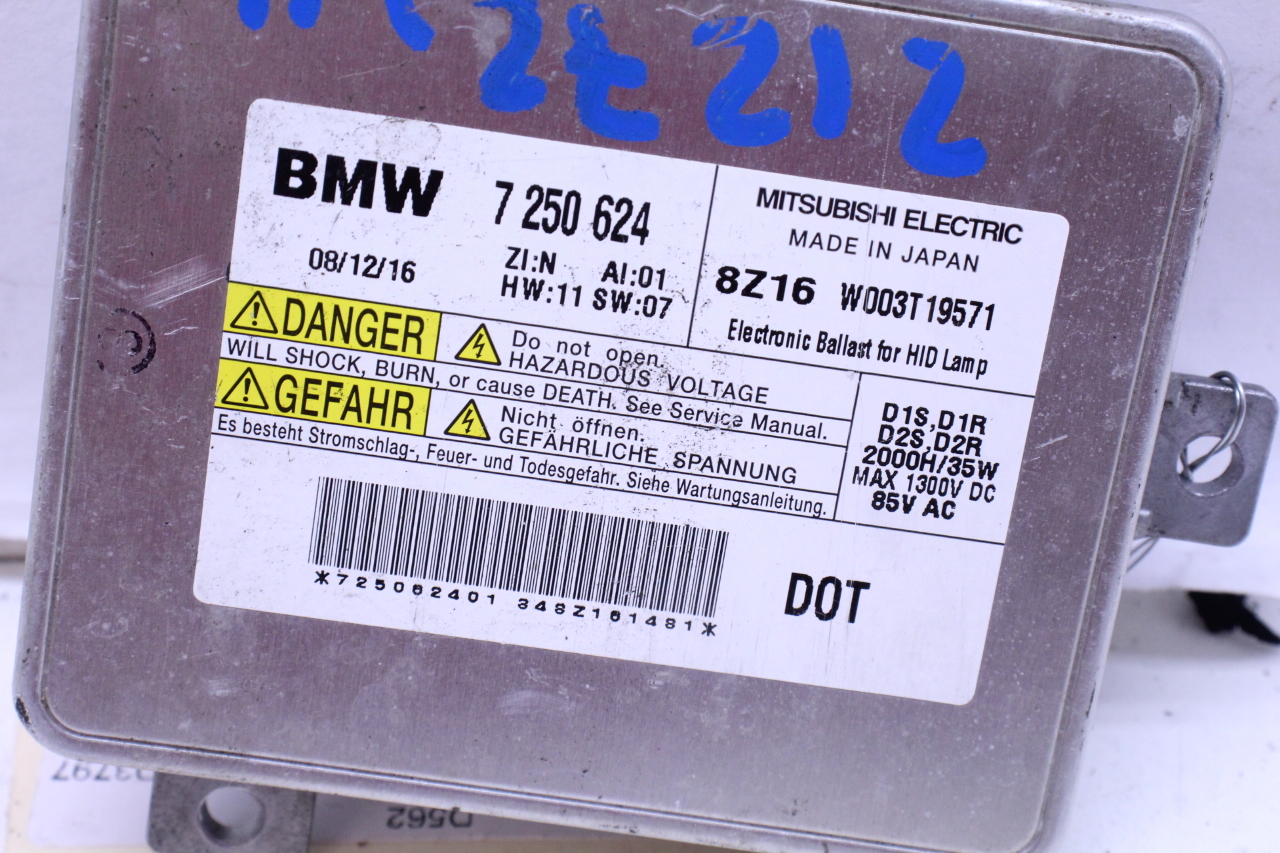 BMW 7 250 624
08/12/16 ZI:N AI:01
HW:11 SW:07
MITSUBISHI ELECTRIC
MADE IN JAPAN
8Z16 W003T19571
Electronic Ballast for HID Lamp
DANGER Do not open.
HAZARDOUS VOLTAGE
WILL SHOCK, BURN, or cause DEATH. See Service Manual.
GEFAHR Nicht öffnen.
GEFÄHRLICHE SPANNUNG
Es besteht Stromschlag-, Feuer- und Todesgefahr. Siehe Wartungsanleitung.
D1S,D1R
D2S,D2R
2000H/35W
MAX 1300V DC
85V AC
*725062401 348Z161481*
DOT
D562